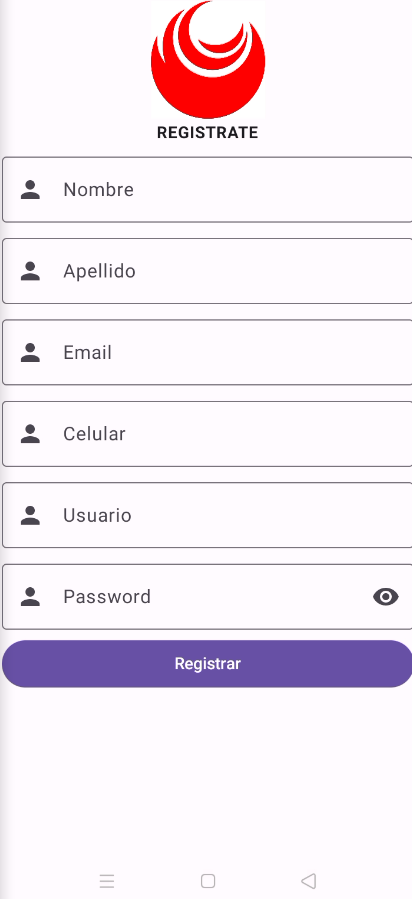 REGISTRATE
Nombre
Apellido
Email
Celular
Usuario
Password
Registrar